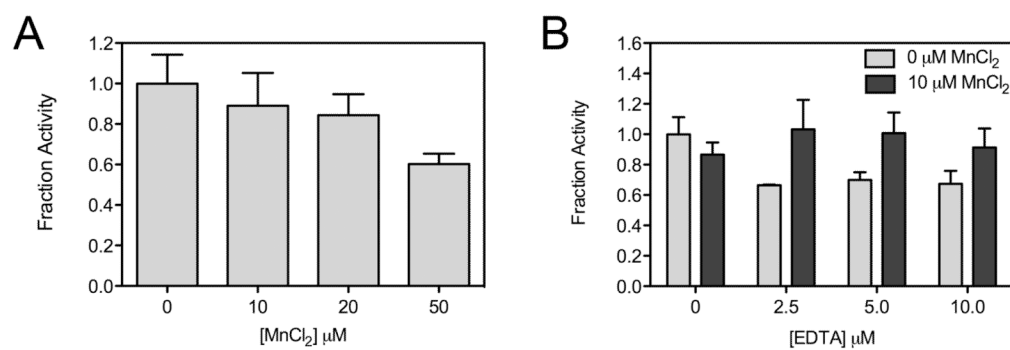 A
Fraction Activity
1.2
1.0
0.8
0.6
0.4
0.2
0.0
0 10 20 50
[MnCl₂] μM
B
Fraction Activity
1.6
1.4
1.2
1.0
0.8
0.6
0.4
0.2
0.0
0 μM MnCl₂
10 μM MnCl₂
0 2.5 5.0 10.0
[EDTA] μM